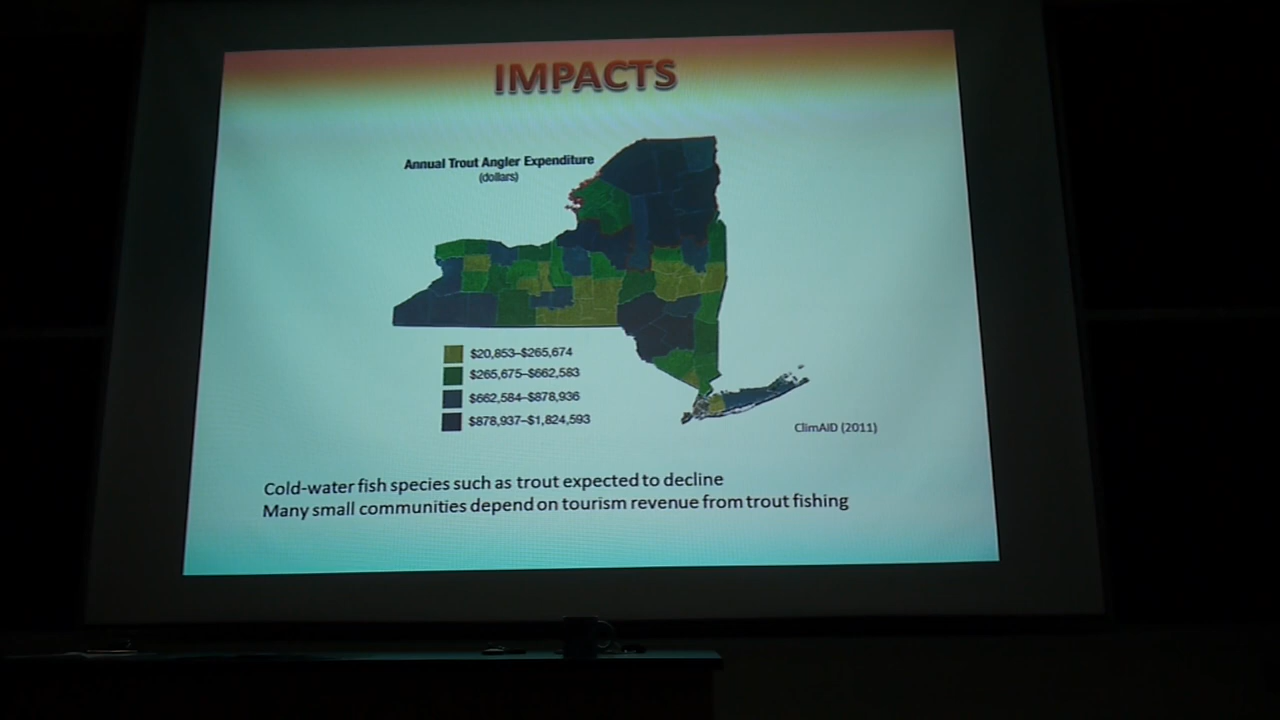 IMPACTS
Annual Trout Angler Expenditure
(dollars)
$20,853–$265,674
$265,675–$662,583
$662,584–$878,936
$878,937–$1,824,593
ClimAID (2011)
Cold-water fish species such as trout expected to decline
Many small communities depend on tourism revenue from trout fishing